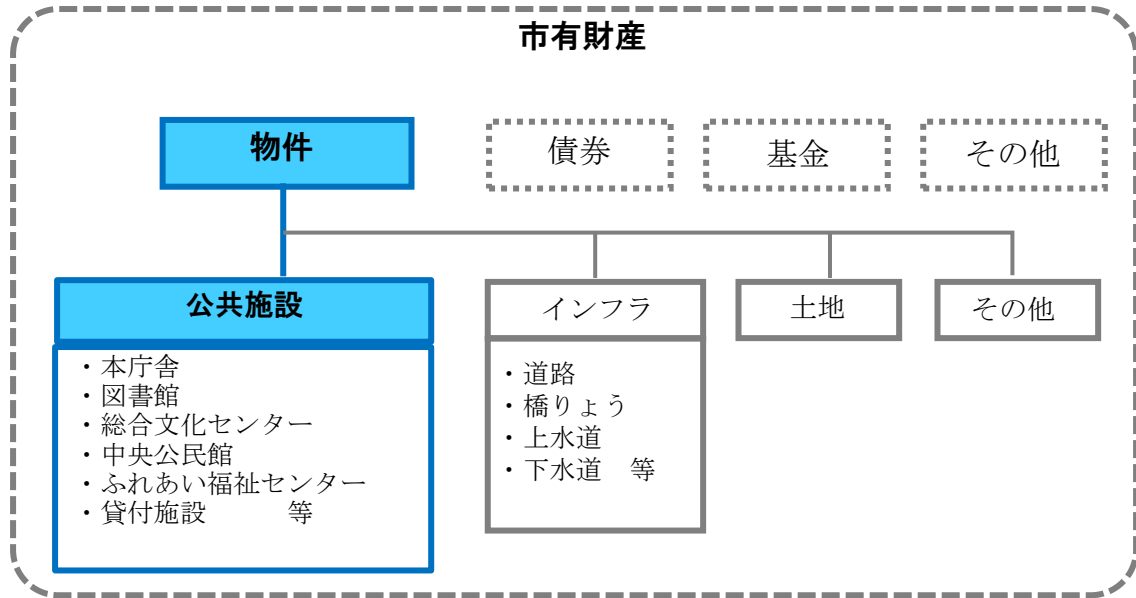 市有財産
物件
債券
基金
その他
公共施設
インフラ
土地
その他
・本庁舎
・図書館
・総合文化センター
・中央公民館
・ふれあい福祉センター
・貸付施設　　　等
・道路
・橋りょう
・上水道
・下水道　等